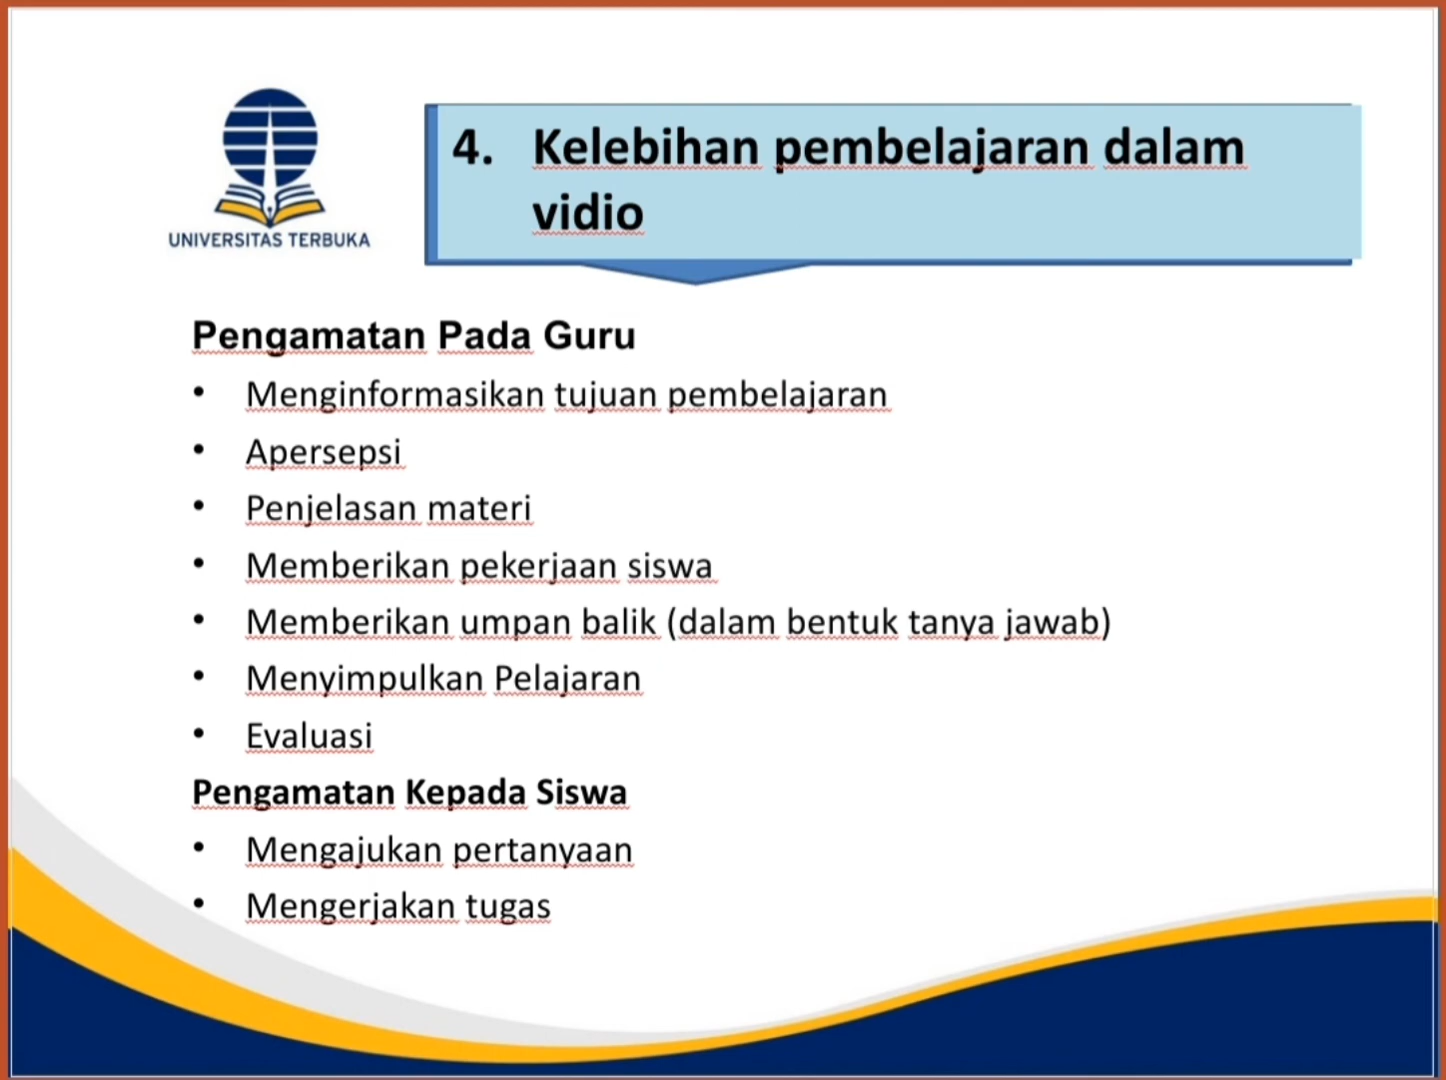 UNIVERSITAS TERBUKA
4. Kelebihan pembelajaran dalam
vidio
Pengamatan Pada Guru
• Menginformasikan tujuan pembelajaran
• Apersepsi
• Penjelasan materi
• Memberikan pekerjaan siswa
• Memberikan umpan balik (dalam bentuk tanya jawab)
• Menyimpulkan Pelajaran
• Evaluasi
Pengamatan Kepada Siswa
• Mengajukan pertanyaan
• Mengerjakan tugas